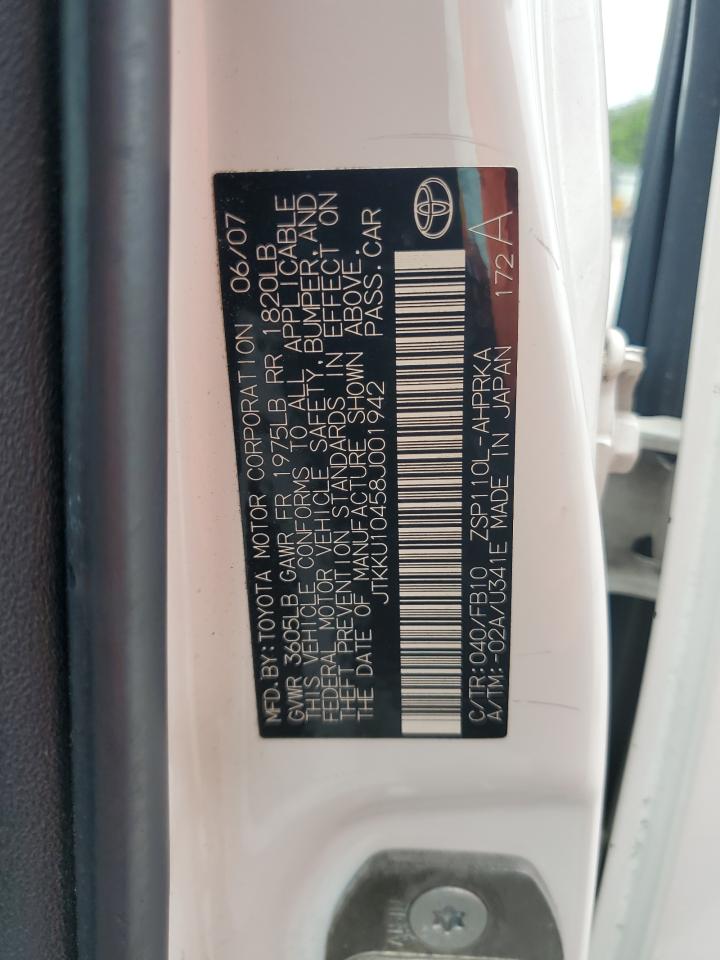 MFD.BY:TOYOTA MOTOR CORPORATION 06/07
GVWR 3605LB GAWR FR 1975LB RR 1820LB
THIS VEHICLE CONFORMS TO ALL APPLICABLE
FEDERAL MOTOR VEHICLE SAFETY,BUMPER,AND
THEFT PREVENTION STANDARDS IN EFFECT ON
THE DATE OF MANUFACTURE SHOWN ABOVE.
JTKKU10458J001942 PASS.CAR
C/TR:040/FB10 ZSP110L-AHPRKA
A/TM:-02A/U341E MADE IN JAPAN 172A